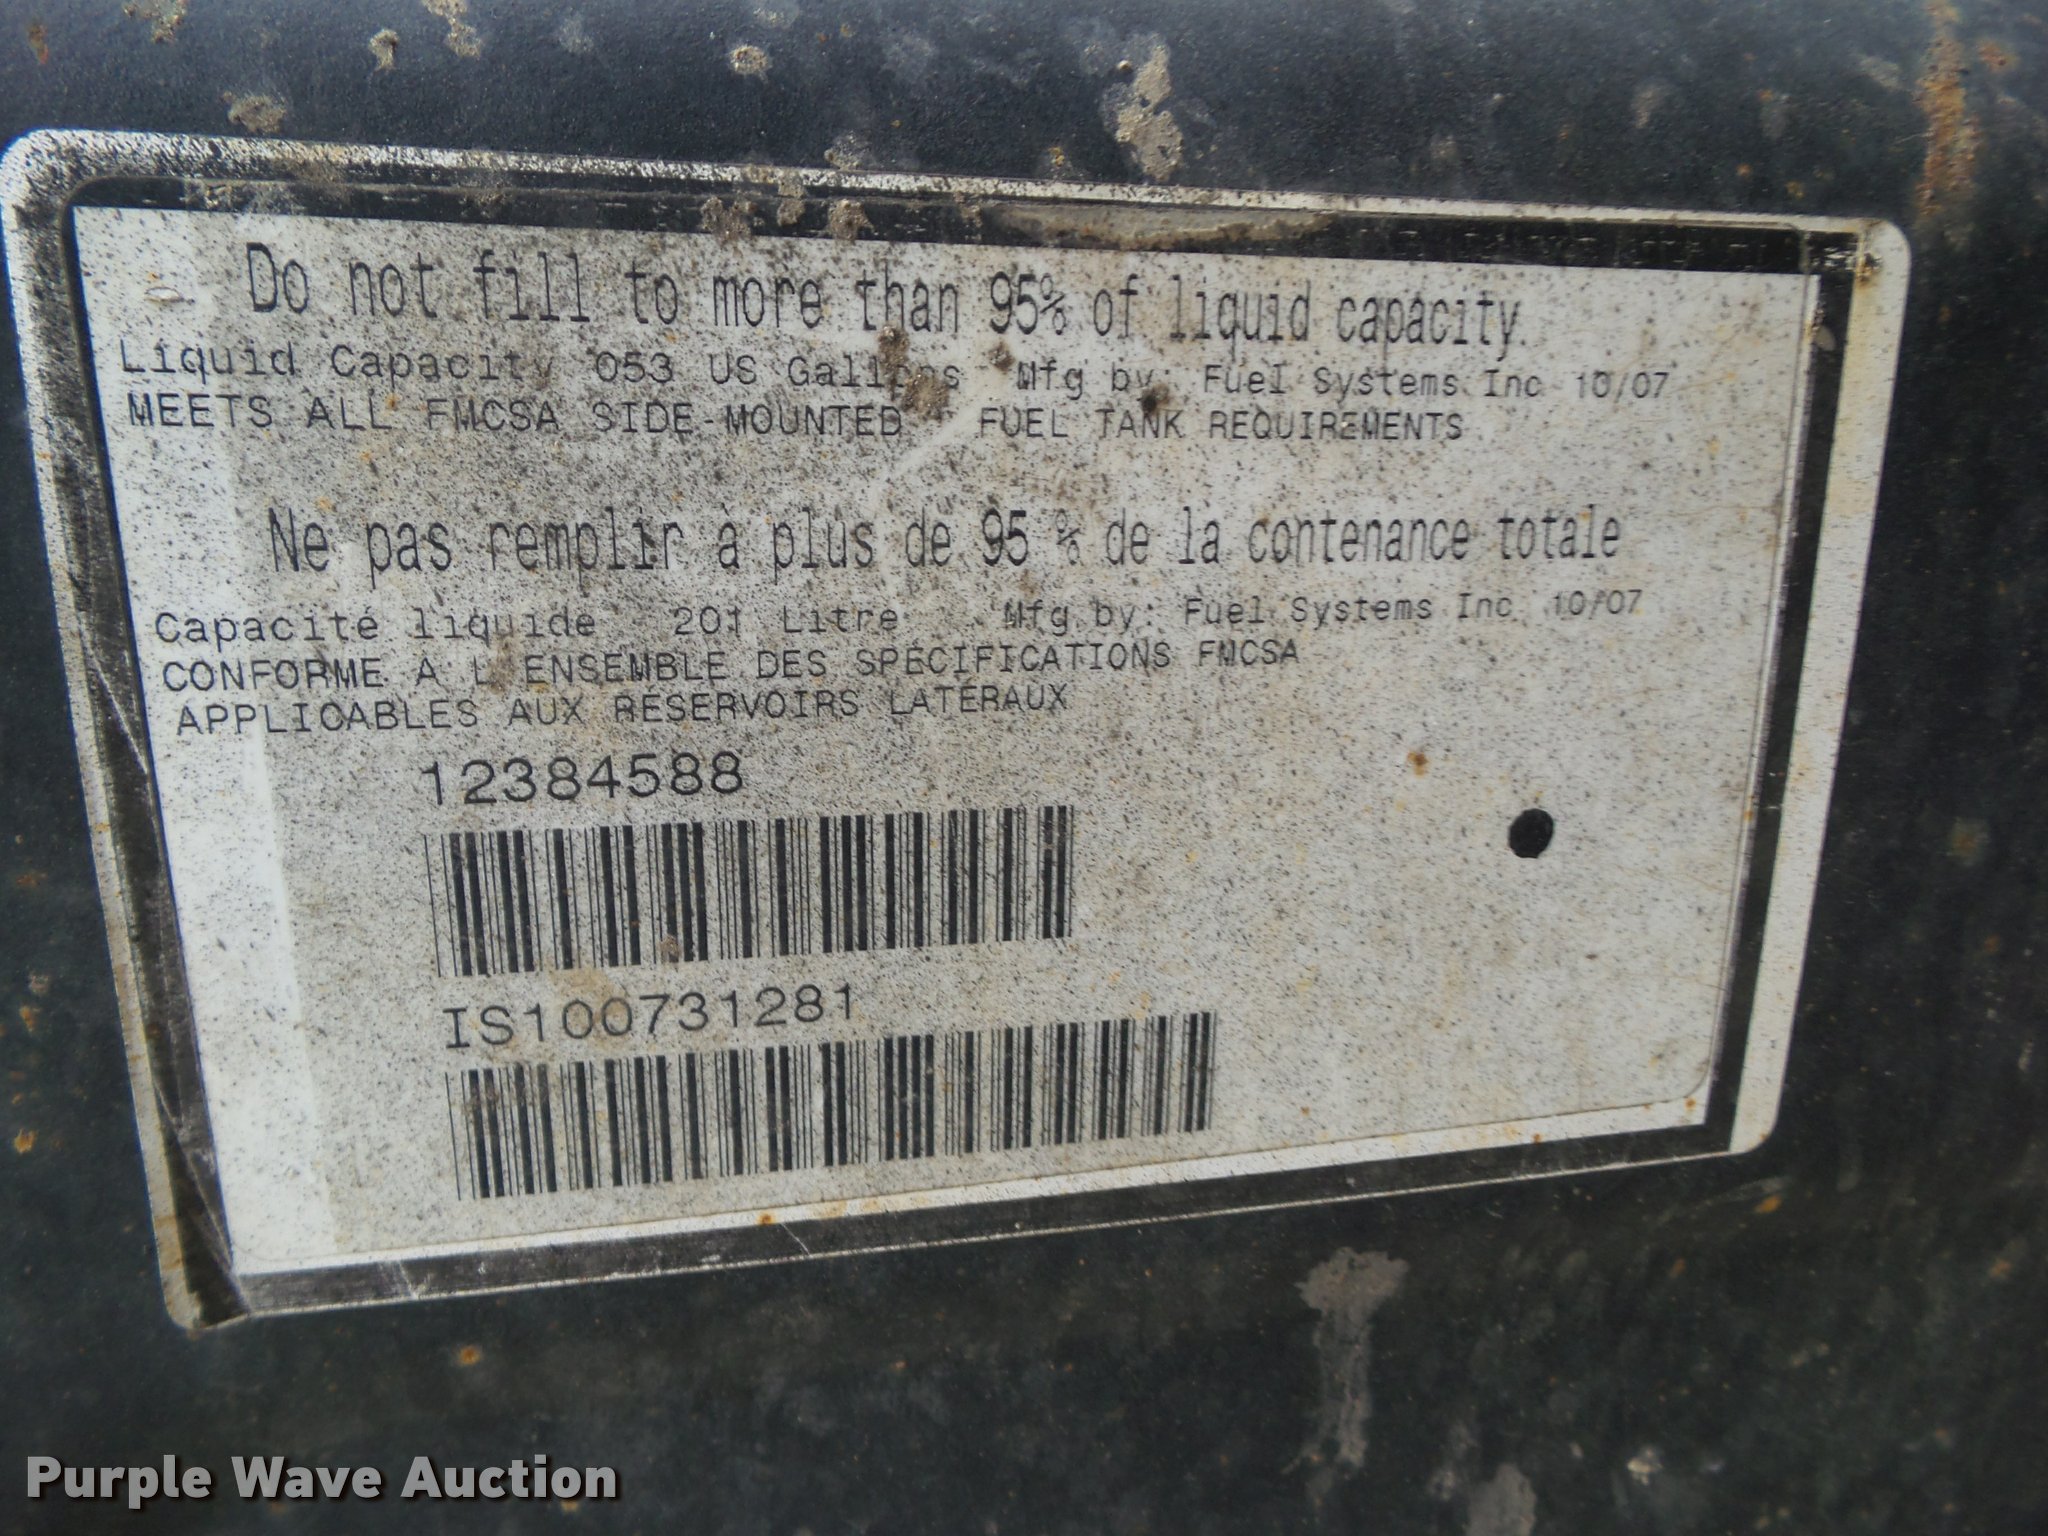 Do not fill to more than 95% of liquid capacity.
Liquid Capacity 053 US Gallons Mfg by: Fuel Systems Inc 10/07
MEETS ALL FMCSA SIDE-MOUNTED FUEL TANK REQUIREMENTS
Ne pas remplir à plus de 95 % de la contenance totale
Capacité liquide 201 Litre Mfg by: Fuel Systems Inc 10/07
CONFORME A L ENSEMBLE DES SPÉCIFICATIONS FMCSA
APPLICABLES AUX RÉSERVOIRS LATÉRAUX
12384588
IS100731281
Purple Wave Auction